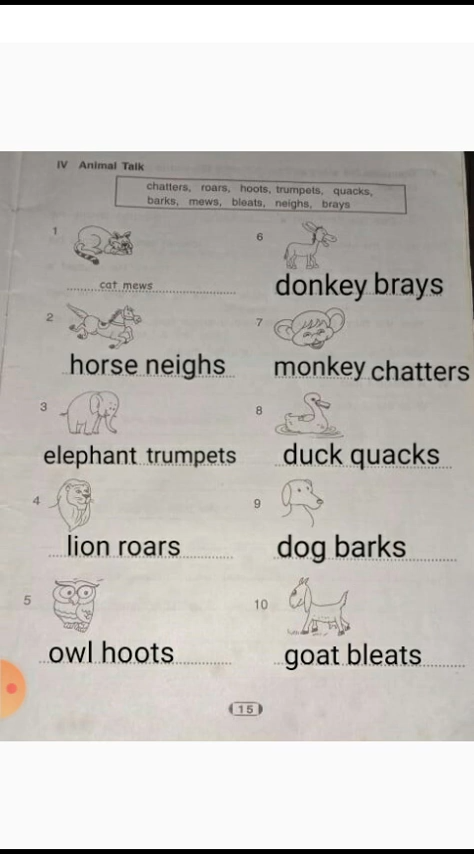 IV Animal Talk
chatters, roars, hoots, trumpets, quacks,
barks, mews, bleats, neighs, brays
1
cat mews
2
horse neighs
3
elephant trumpets
4
lion roars
5
owl hoots
6
donkey brays
7
monkey chatters
8
duck quacks
9
dog barks
10
goat bleats
15